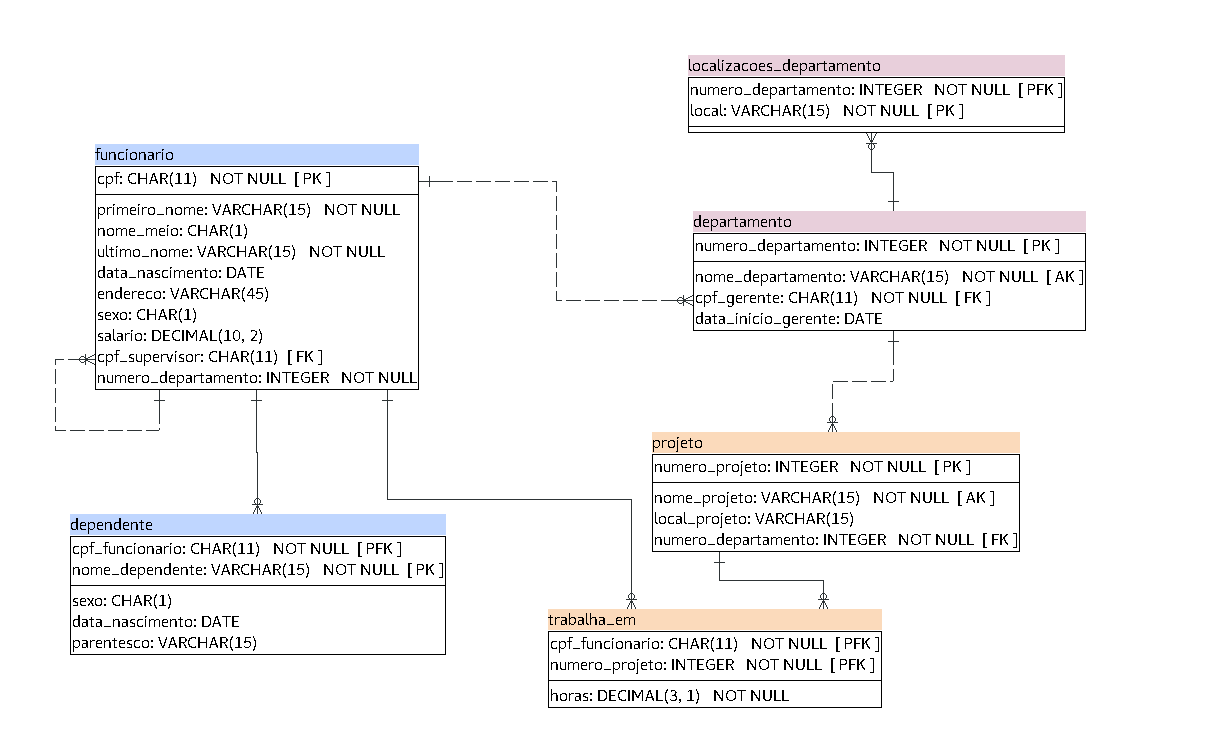 localizacoes_departamento
numero_departamento: INTEGER NOT NULL [ PFK ]
local: VARCHAR(15) NOT NULL [ PK ]
funcionario
cpf: CHAR(11) NOT NULL [ PK ]
primeiro_nome: VARCHAR(15) NOT NULL
nome_meio: CHAR(1)
ultimo_nome: VARCHAR(15) NOT NULL
data_nascimento: DATE
endereco: VARCHAR(45)
sexo: CHAR(1)
salario: DECIMAL(10, 2)
cpf_supervisor: CHAR(11) [ FK ]
numero_departamento: INTEGER NOT NULL
departamento
numero_departamento: INTEGER NOT NULL [ PK ]
nome_departamento: VARCHAR(15) NOT NULL [ AK ]
cpf_gerente: CHAR(11) NOT NULL [ FK ]
data_inicio_gerente: DATE
projeto
numero_projeto: INTEGER NOT NULL [ PK ]
nome_projeto: VARCHAR(15) NOT NULL [ AK ]
local_projeto: VARCHAR(15)
numero_departamento: INTEGER NOT NULL [ FK ]
dependente
cpf_funcionario: CHAR(11) NOT NULL [ PFK ]
nome_dependente: VARCHAR(15) NOT NULL [ PK ]
sexo: CHAR(1)
data_nascimento: DATE
parentesco: VARCHAR(15)
trabalha_em
cpf_funcionario: CHAR(11) NOT NULL [ PFK ]
numero_projeto: INTEGER NOT NULL [ PFK ]
horas: DECIMAL(3, 1) NOT NULL